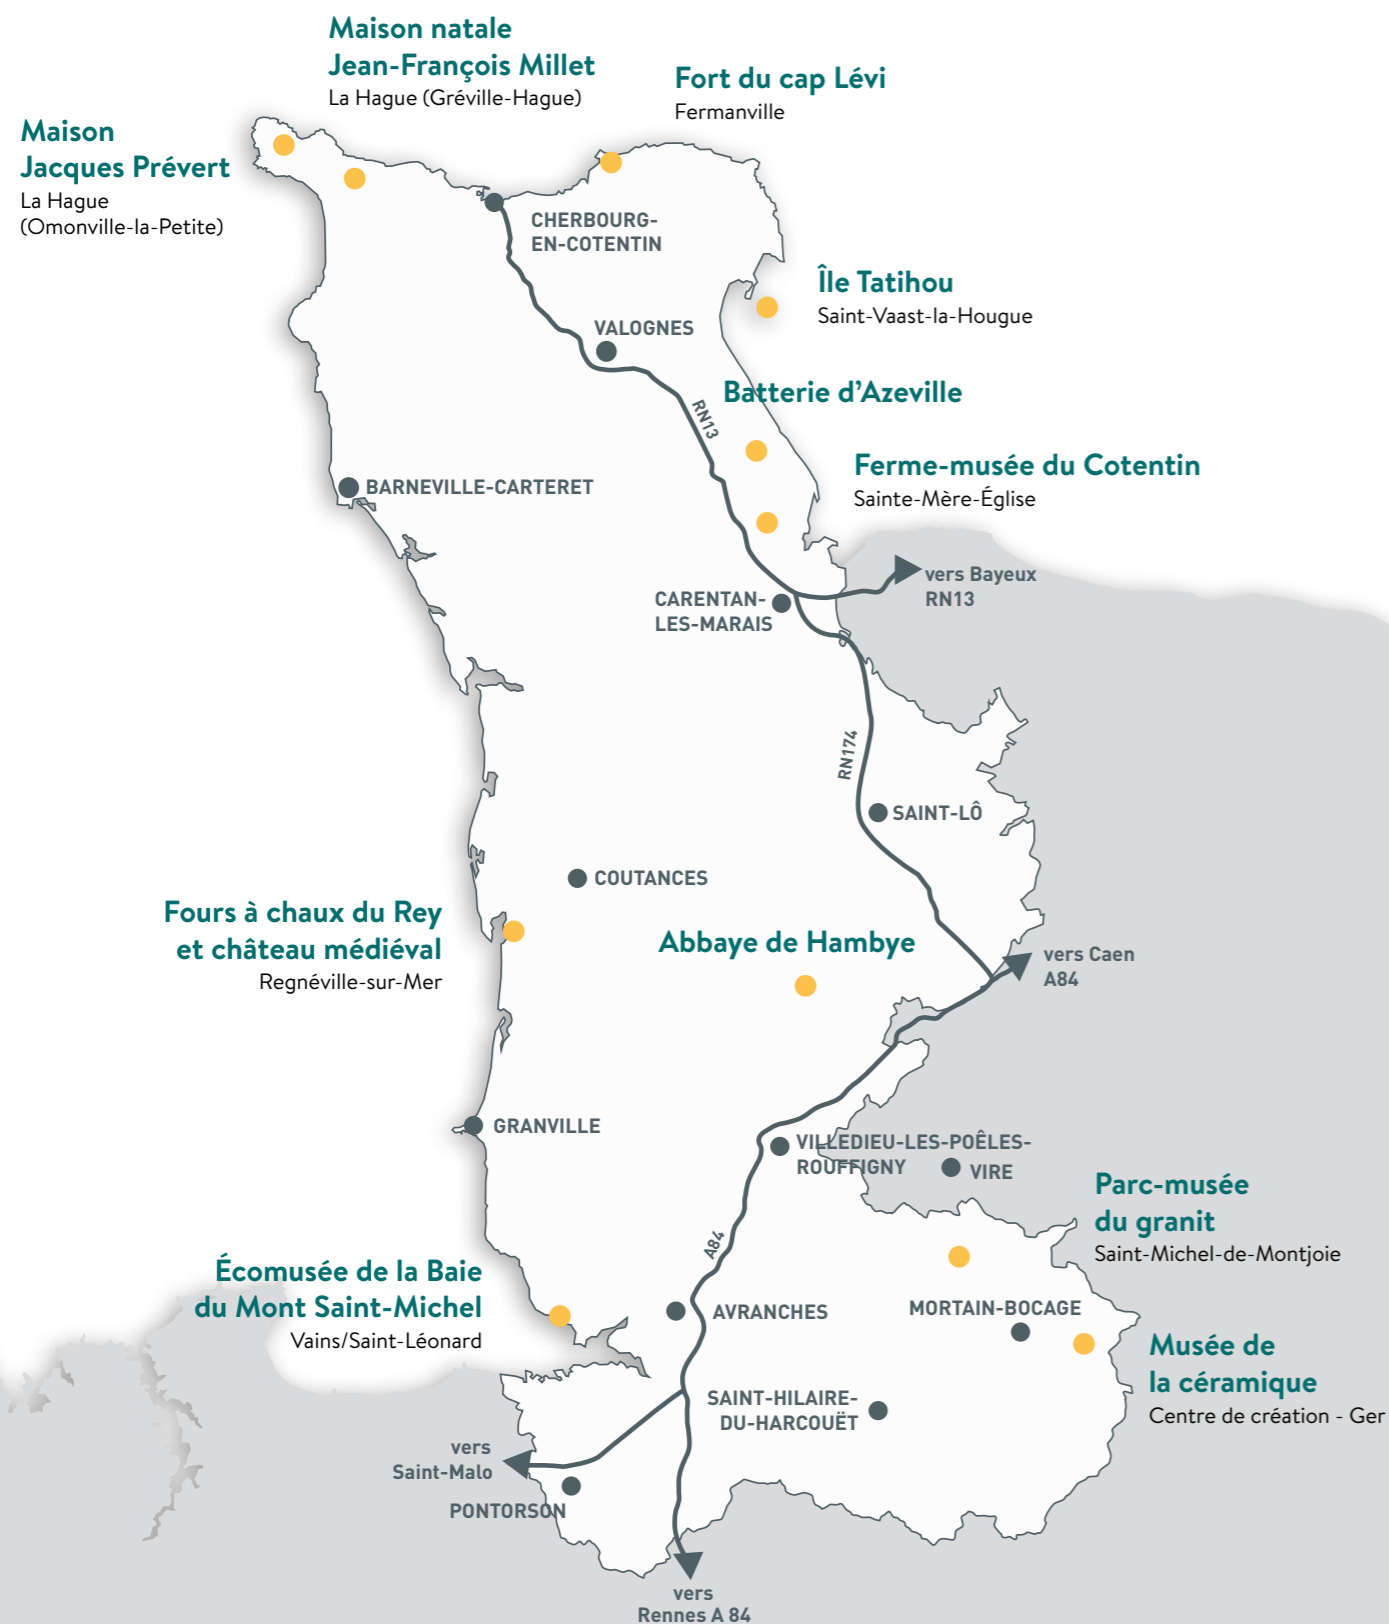 Maison natale
Jean-François Millet
La Hague (Gréville-Hague)
Fort du cap Lévi
Fermanville
Maison
Jacques Prévert
La Hague
(Omonville-la-Petite)
CHERBOURG-
EN-COTENTIN
Île Tatihou
Saint-Vaast-la-Hougue
VALOGNES
Batterie d'Azeville
RN13
Ferme-musée du Cotentin
Sainte-Mère-Église
BARNEVILLE-CARTERET
vers Bayeux
RN13
CARENTAN-
LES-MARAIS
RN174
SAINT-LÔ
COUTANCES
Fours à chaux du Rey
et château médiéval
Regnéville-sur-Mer
Abbaye de Hambye
vers Caen
A84
GRANVILLE
VILLEDIEU-LES-POÊLES-
ROUFFIGNY
VIRE
Parc-musée
du granit
Saint-Michel-de-Montjoie
A84
Écomusée de la Baie
du Mont Saint-Michel
Vains/Saint-Léonard
AVRANCHES
MORTAIN-BOCAGE
Musée de
la céramique
Centre de création - Ger
SAINT-HILAIRE-
DU-HARCOUËT
vers
Saint-Malo
PONTORSON
vers
Rennes A 84